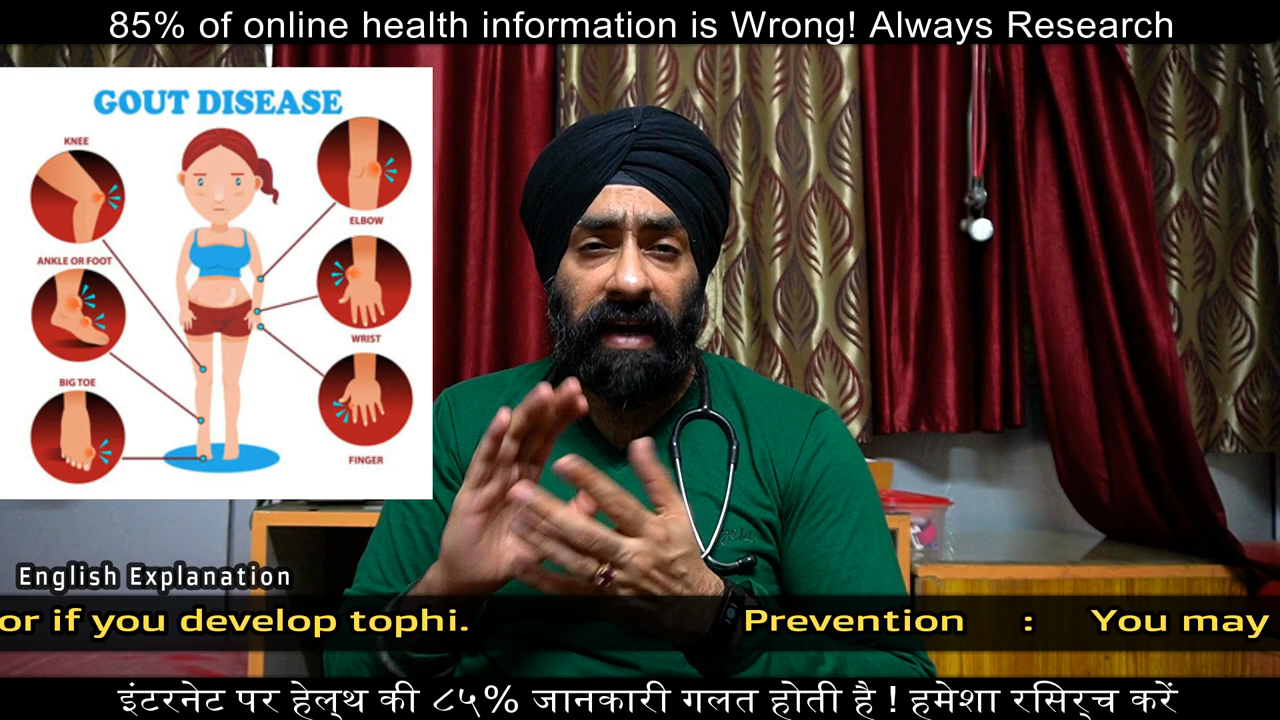 85% of online health information is Wrong! Always Research
GOUT DISEASE
KNEE
ELBOW
ANKLE OR FOOT
WRIST
BIG TOE
FINGER
English Explanation
or if you develop tophi. Prevention : You may
इंटरनेट पर हेल्थ की ८५% जानकारी गलत होती है ! हमेशा रसिर्च करें